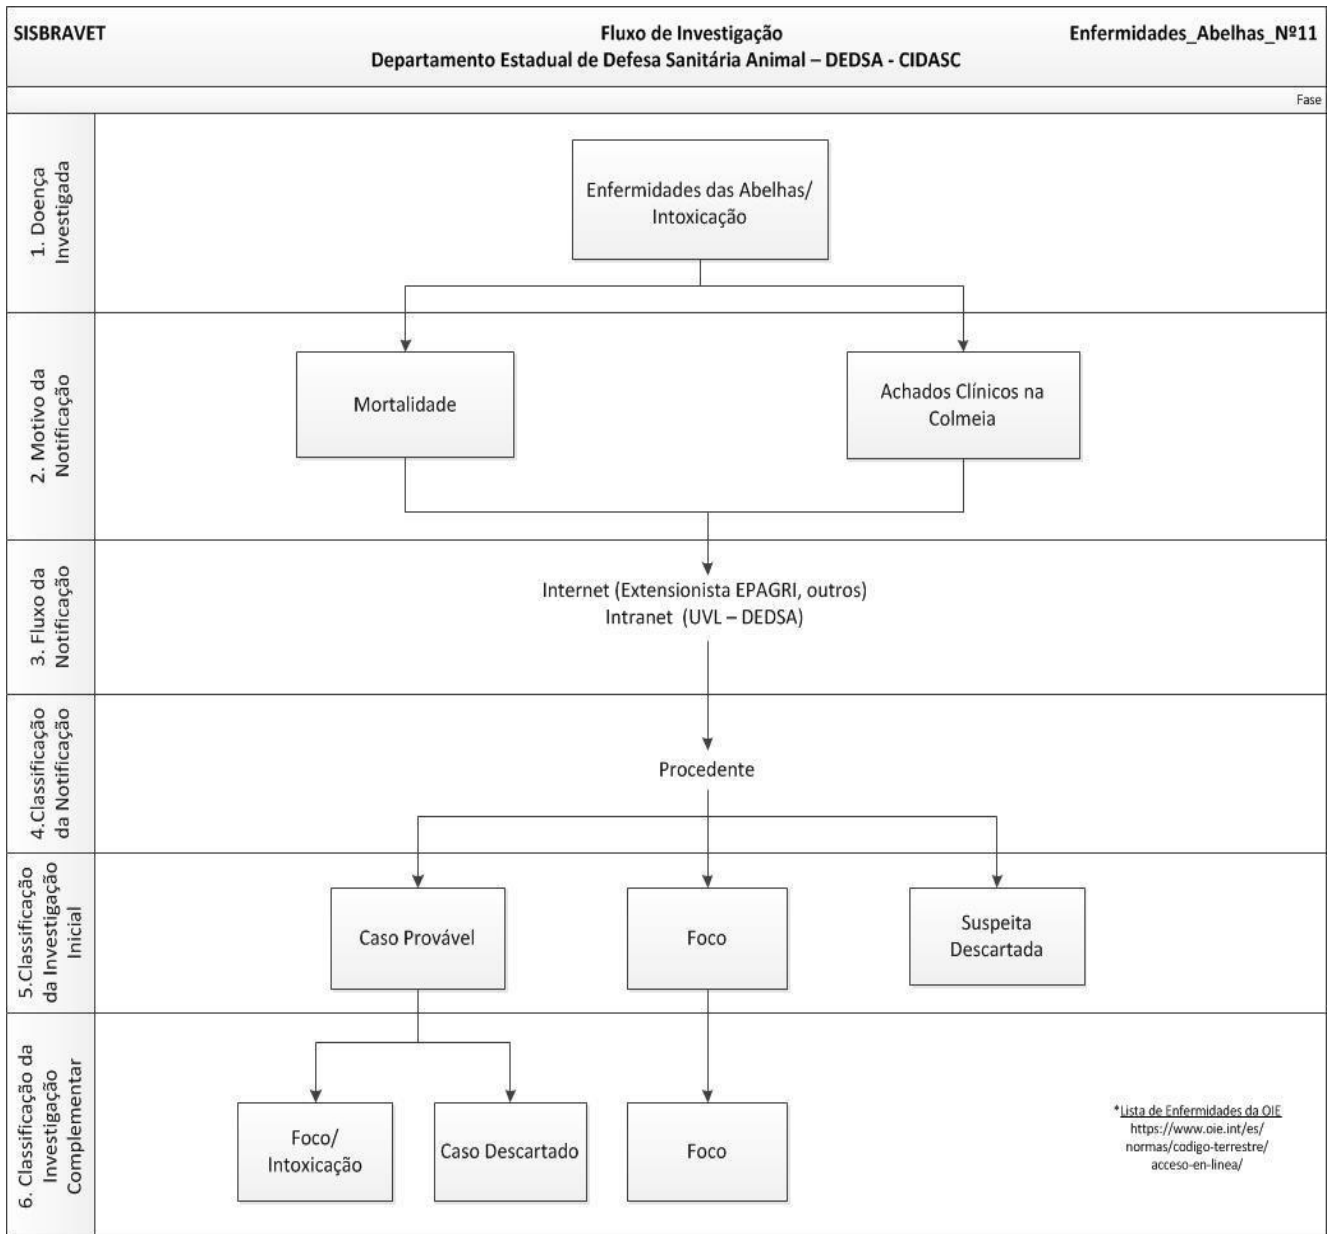 SISBRAVET
Fluxo de Investigação
Enfermidades_Abelhas_Nº11
Departamento Estadual de Defesa Sanitária Animal – DEDSA - CIDASC
Fase
1. Doença
Investigada
Enfermidades das Abelhas/
Intoxicação
2. Motivo da
Notificação
Mortalidade
Achados Clínicos na
Colmeia
3. Fluxo da
Notificação
Internet (Extensionista EPAGRI, outros)
Intranet (UVL – DEDSA)
4.Classificação
da Notificação
Procedente
5.Classificação
da Investigação
Inicial
Caso Provável
Foco
Suspeita
Descartada
6. Classificação da
Investigação
Complementar
Foco/
Intoxicação
Caso Descartado
Foco
*Lista de Enfermidades da OIE
https://www.oie.int/es/
normas/codigo-terrestre/
acceso-en-linea/